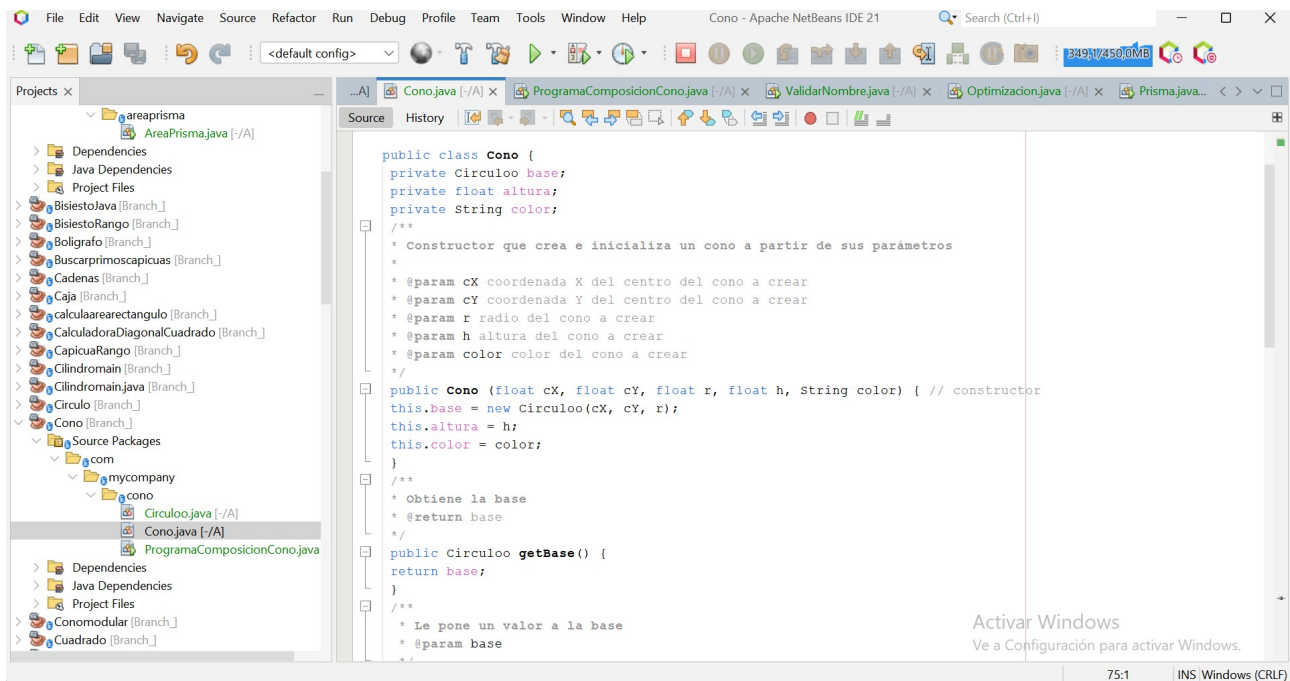 File Edit View Navigate Source Refactor Run Debug Profile Team Tools Window Help Cono - Apache NetBeans IDE 21 Search (Ctrl+I)
<default config> 349,1/450,0MB
Projects
areaprisma
AreaPrisma.java [-/A]
Dependencies
Java Dependencies
Project Files
BisiestoJava [Branch_]
BisiestoRango [Branch_]
Boligrafo [Branch_]
Buscarprimoscapicuas [Branch_]
Cadenas [Branch_]
Caja [Branch_]
calculaarearectangulo [Branch_]
CalculadoraDiagonalCuadrado [Branch_]
CapicuaRango [Branch_]
Cilindromain [Branch_]
Cilindromain.java [Branch_]
Circulo [Branch_]
Cono [Branch_]
Source Packages
com
mycompany
cono
Circuloo.java [-/A]
Cono.java [-/A]
ProgramaComposicionCono.java
Dependencies
Java Dependencies
Project Files
Conomodular [Branch_]
Cuadrado [Branch_]
...A] Cono.java [-/A] ProgramaComposicionCono.java [-/A] ValidarNombre.java [-/A] Optimizacion.java [-/A] Prisma.java...
Source History
public class Cono {
private Circuloo base;
private float altura;
private String color;
/**
* Constructor que crea e inicializa un cono a partir de sus parámetros
*
* @param cX coordenada X del centro del cono a crear
* @param cY coordenada Y del centro del cono a crear
* @param r radio del cono a crear
* @param h altura del cono a crear
* @param color color del cono a crear
*/
public Cono (float cX, float cY, float r, float h, String color) { // constructor
this.base = new Circuloo(cX, cY, r);
this.altura = h;
this.color = color;
}
/**
* Obtiene la base
* @return base
*/
public Circuloo getBase() {
return base;
}
/**
* Le pone un valor a la base
* @param base
*/
Activar Windows
Ve a Configuración para activar Windows.
75:1 INS Windows (CRLF)